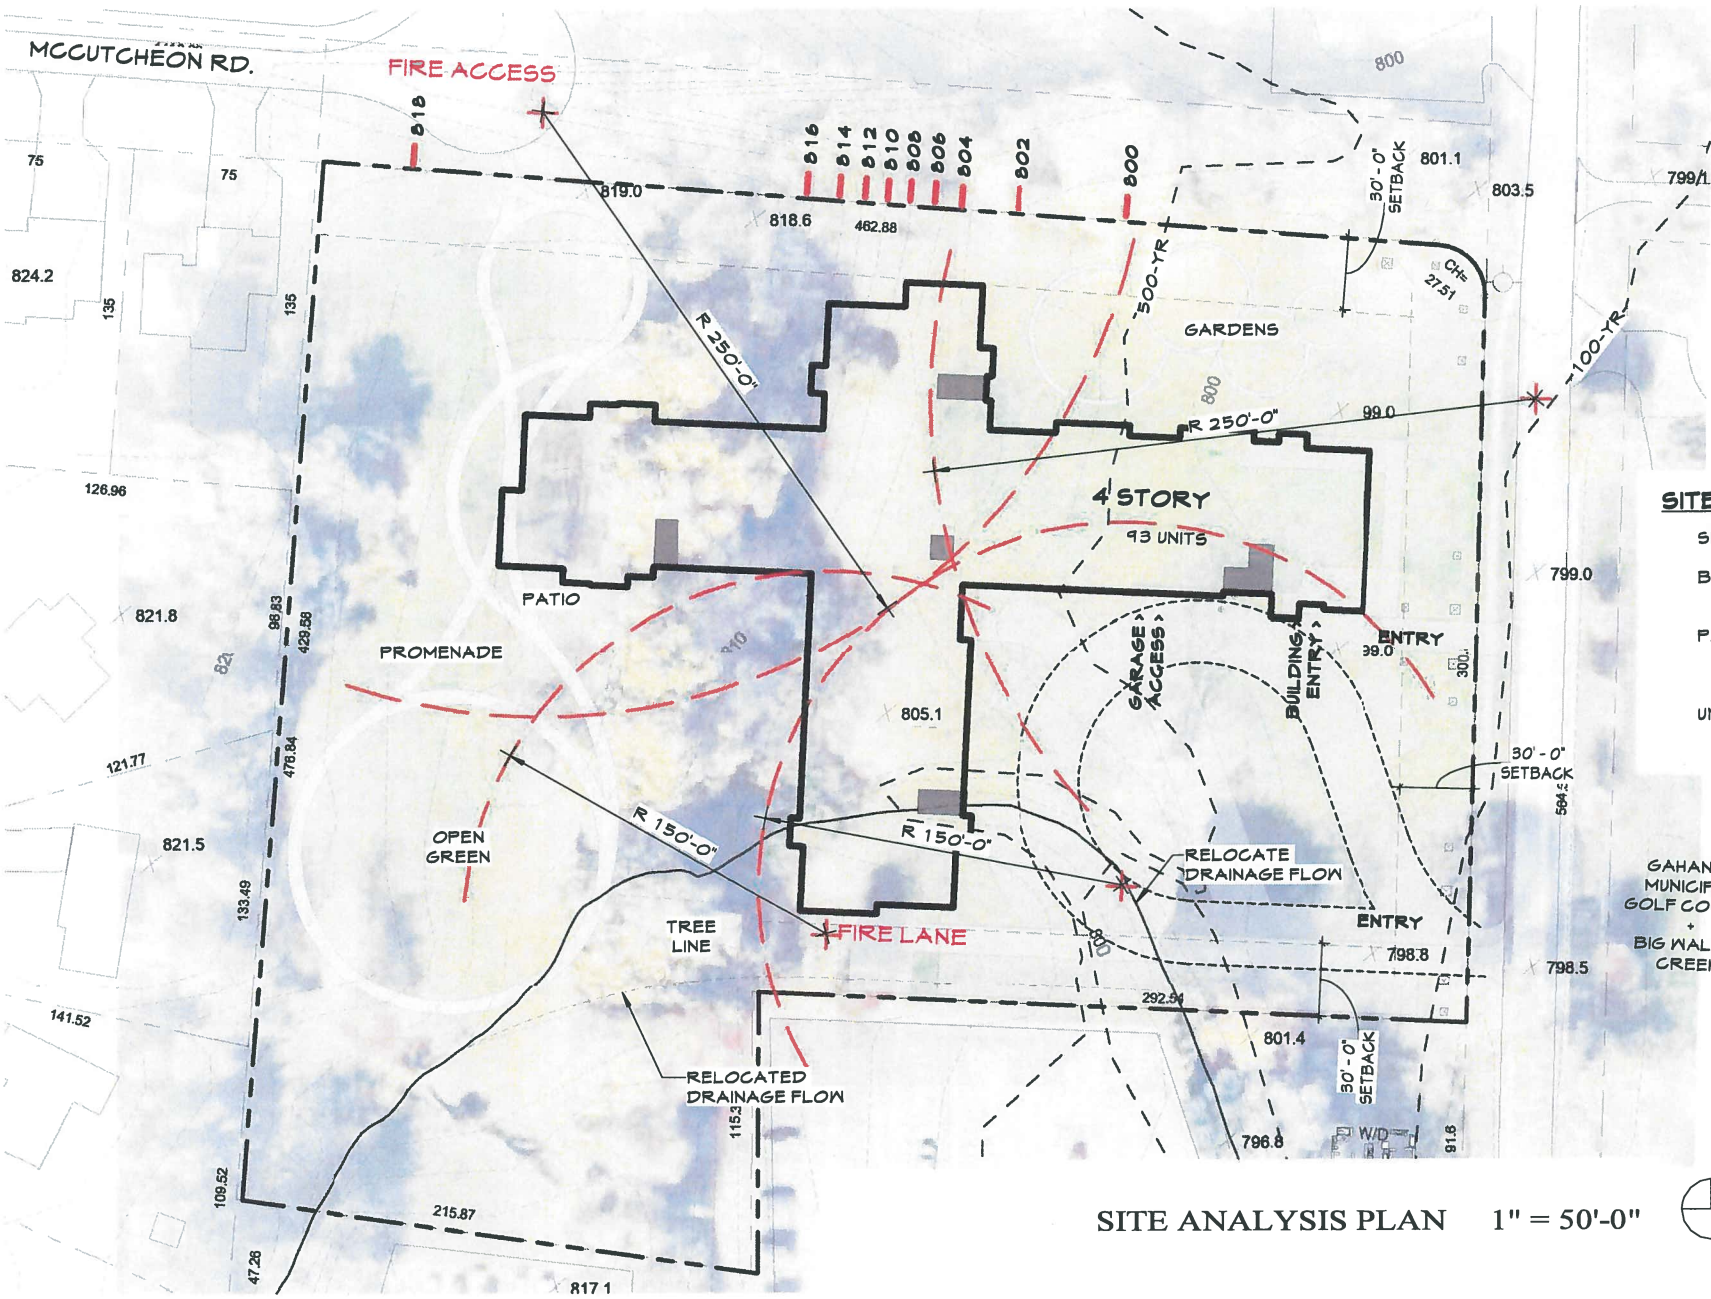 MCCUTCHEON RD.
FIRE ACCESS
818
816
814
812
810
808
806
804
802
800
800
30'-0"
SETBACK
801.1
803.5
799.1
75
75
819.0
818.6
462.88
500-YR
CH=
27.51
824.2
135
135
R 250'-0"
GARDENS
800
100-YR
99.0
R 250'-0"
126.96
4 STORY
93 UNITS
SITE
799.0
PATIO
821.8
821
96.83
429.58
PROMENADE
810
GARAGE >
ACCESS >
BUILDING
ENTRY >
ENTRY
99.0
300.
805.1
121.77
476.84
30'-0"
SETBACK
821.5
OPEN
GREEN
R 150'-0"
R 150'-0"
RELOCATE
DRAINAGE FLOW
GAHAN
MUNICIP
GOLF CO
+
BIG WAL
CREEK
133.49
TREE
LINE
FIRE LANE
800
ENTRY
798.8
798.5
292.54
141.52
801.4
30'-0"
SETBACK
RELOCATED
DRAINAGE FLOW
115.3
796.8
W/D
91.6
109.52
215.87
47.26
817.1
SITE ANALYSIS PLAN 1" = 50'-0"